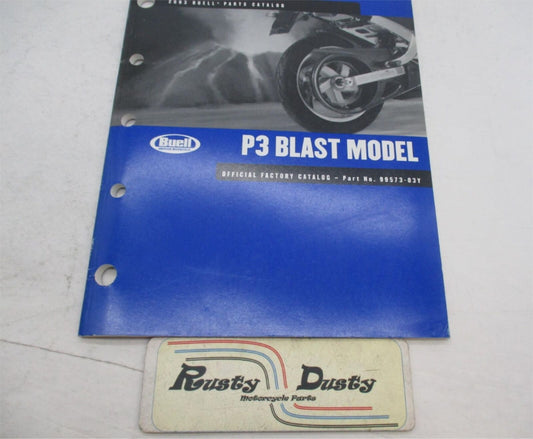 2003 BUELL® PARTS CATALOG
Buell
P3 BLAST MODEL
OFFICIAL FACTORY CATALOG – Part No. 99573-03Y
Rusty Dusty
Motorcycle Parts